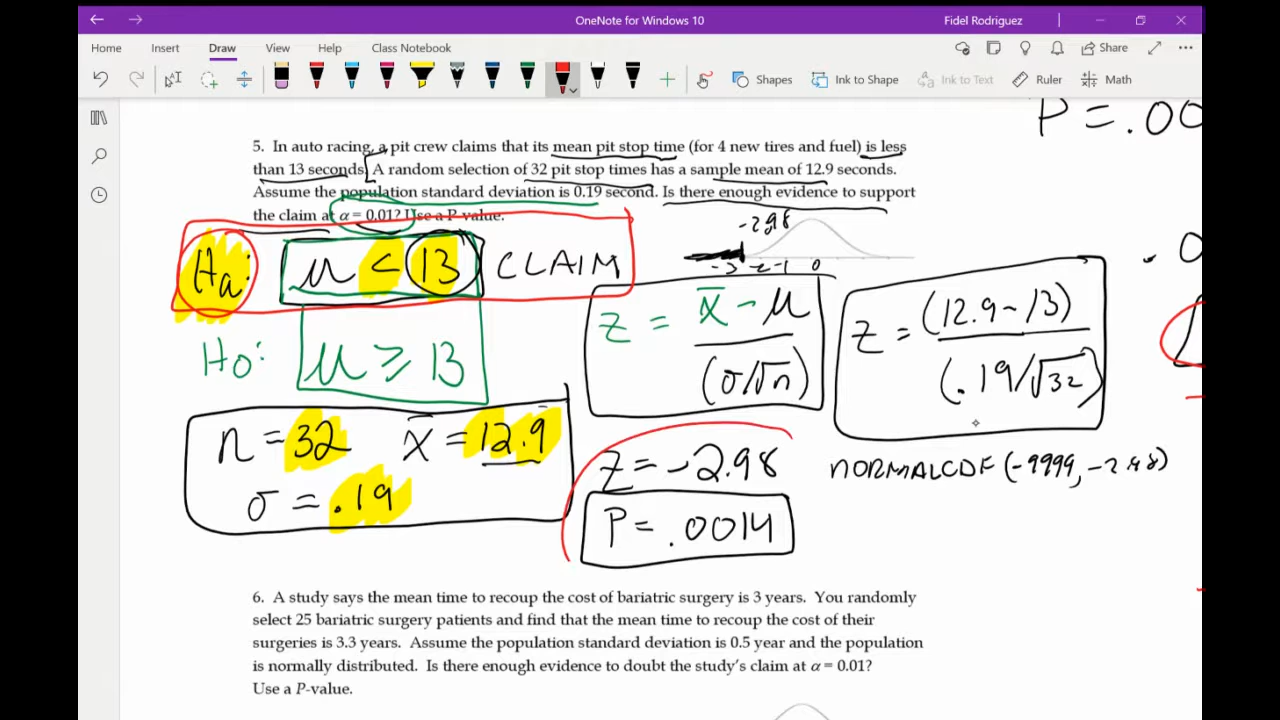 OneNote for Windows 10
Fidel Rodriguez
Home Insert Draw View Help Class Notebook
Share
Shapes Ink to Shape Ink to Text Ruler Math
P = .00
5. In auto racing, a pit crew claims that its mean pit stop time (for 4 new tires and fuel) is less
than 13 seconds. A random selection of 32 pit stop times has a sample mean of 12.9 seconds.
Assume the population standard deviation is 0.19 second. Is there enough evidence to support
the claim at α = 0.01? Use a P-value.
-2.98
-3 -2 -1 0
.0
Ha: μ < 13 CLAIM
Ho: μ ≥ 13
z = x̄ - μ
(σ/√n)
z = (12.9 - 13)
(.19/√32)
n = 32 x̄ = 12.9
σ = .19
z = -2.98
P = .0014
NORMALCDF (-9999, -2.98)
6. A study says the mean time to recoup the cost of bariatric surgery is 3 years. You randomly
select 25 bariatric surgery patients and find that the mean time to recoup the cost of their
surgeries is 3.3 years. Assume the population standard deviation is 0.5 year and the population
is normally distributed. Is there enough evidence to doubt the study's claim at α = 0.01?
Use a P-value.